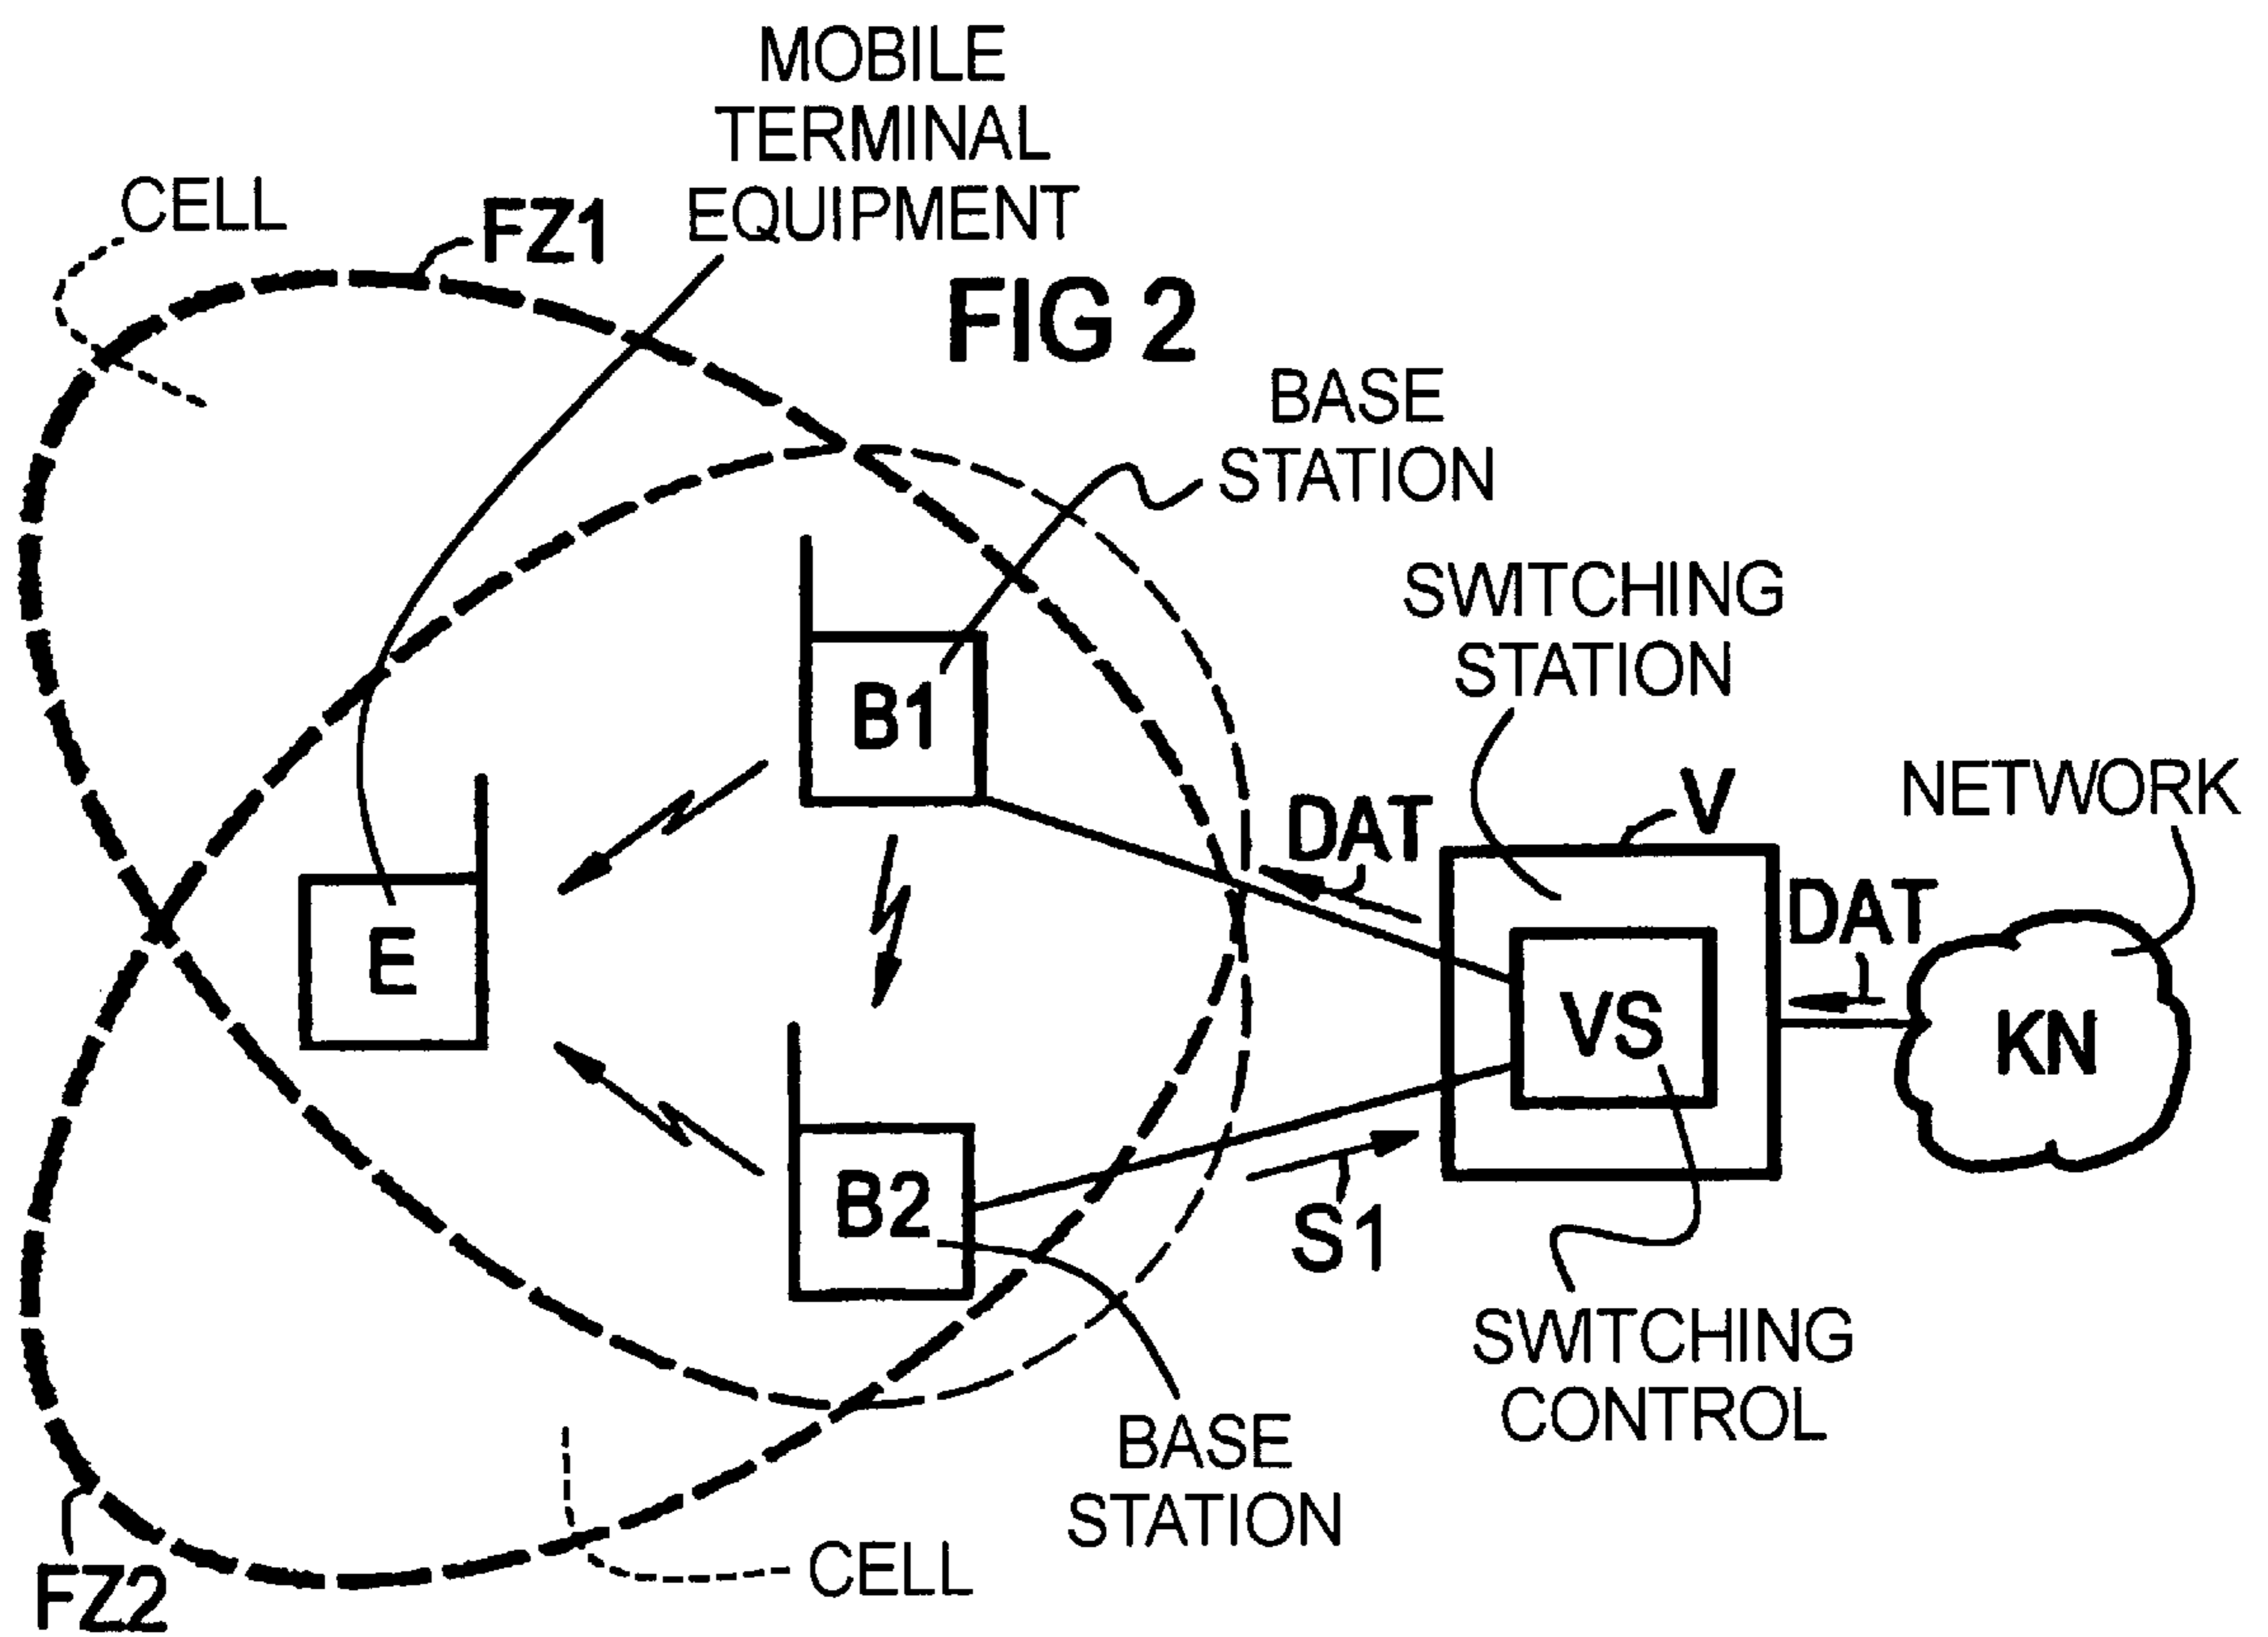 MOBILE
TERMINAL
EQUIPMENT
CELL
FZ1
FIG 2
BASE
STATION
SWITCHING
STATION
B1
NETWORK
V
DAT
DAT
E
VS
KN
B2
S1
SWITCHING
CONTROL
BASE
STATION
CELL
FZ2